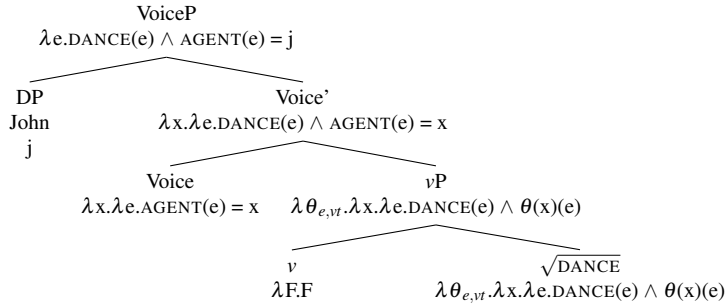 VoiceP
λe.DANCE(e) ∧ AGENT(e) = j
DP Voice'
John λx.λe.DANCE(e) ∧ AGENT(e) = x
j
Voice vP
λx.λe.AGENT(e) = x λθe,vt.λx.λe.DANCE(e) ∧ θ(x)(e)
v √DANCE
λF.F λθe,vt.λx.λe.DANCE(e) ∧ θ(x)(e)